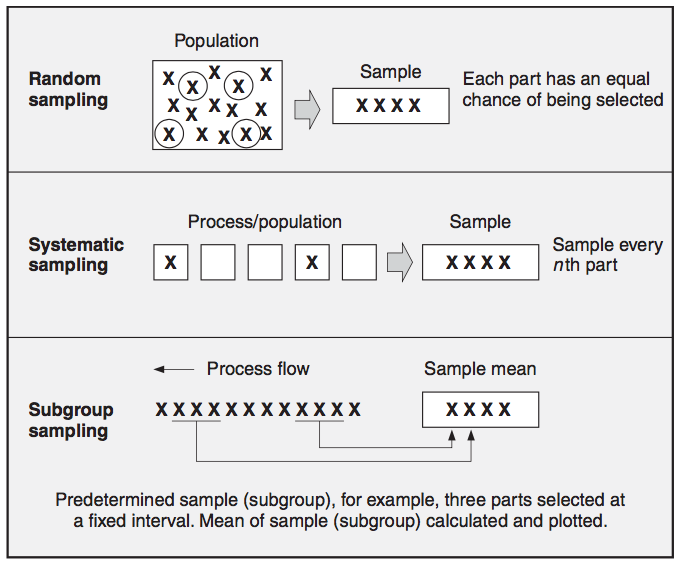 Population
Random
sampling
X X X
X X
X X X X X
X X X X X
Sample
X X X X
Each part has an equal
chance of being selected
Systematic
sampling
Process/population
X X
Sample
X X X X
Sample every
nth part
Subgroup
sampling
Process flow
X X X X X X X X X X X X
Sample mean
X X X X
Predetermined sample (subgroup), for example, three parts selected at
a fixed interval. Mean of sample (subgroup) calculated and plotted.